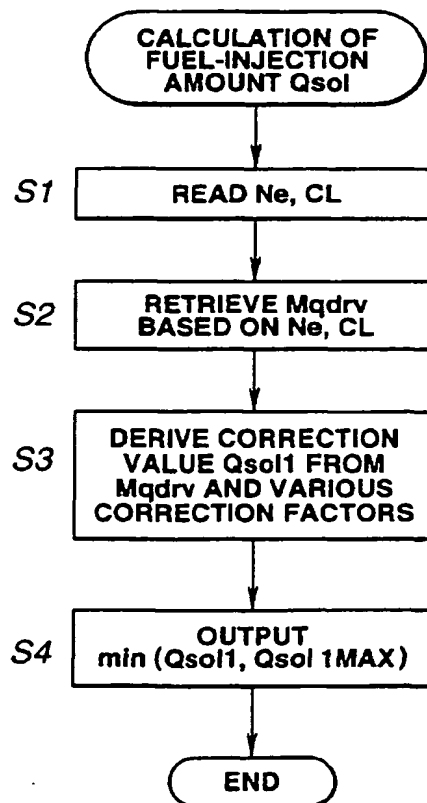 CALCULATION OF
FUEL-INJECTION
AMOUNT Qsol
S1
READ Ne, CL
S2
RETRIEVE Mqdrv
BASED ON Ne, CL
S3
DERIVE CORRECTION
VALUE Qsol1 FROM
Mqdrv AND VARIOUS
CORRECTION FACTORS
S4
OUTPUT
min (Qsol1, Qsol 1MAX)
END